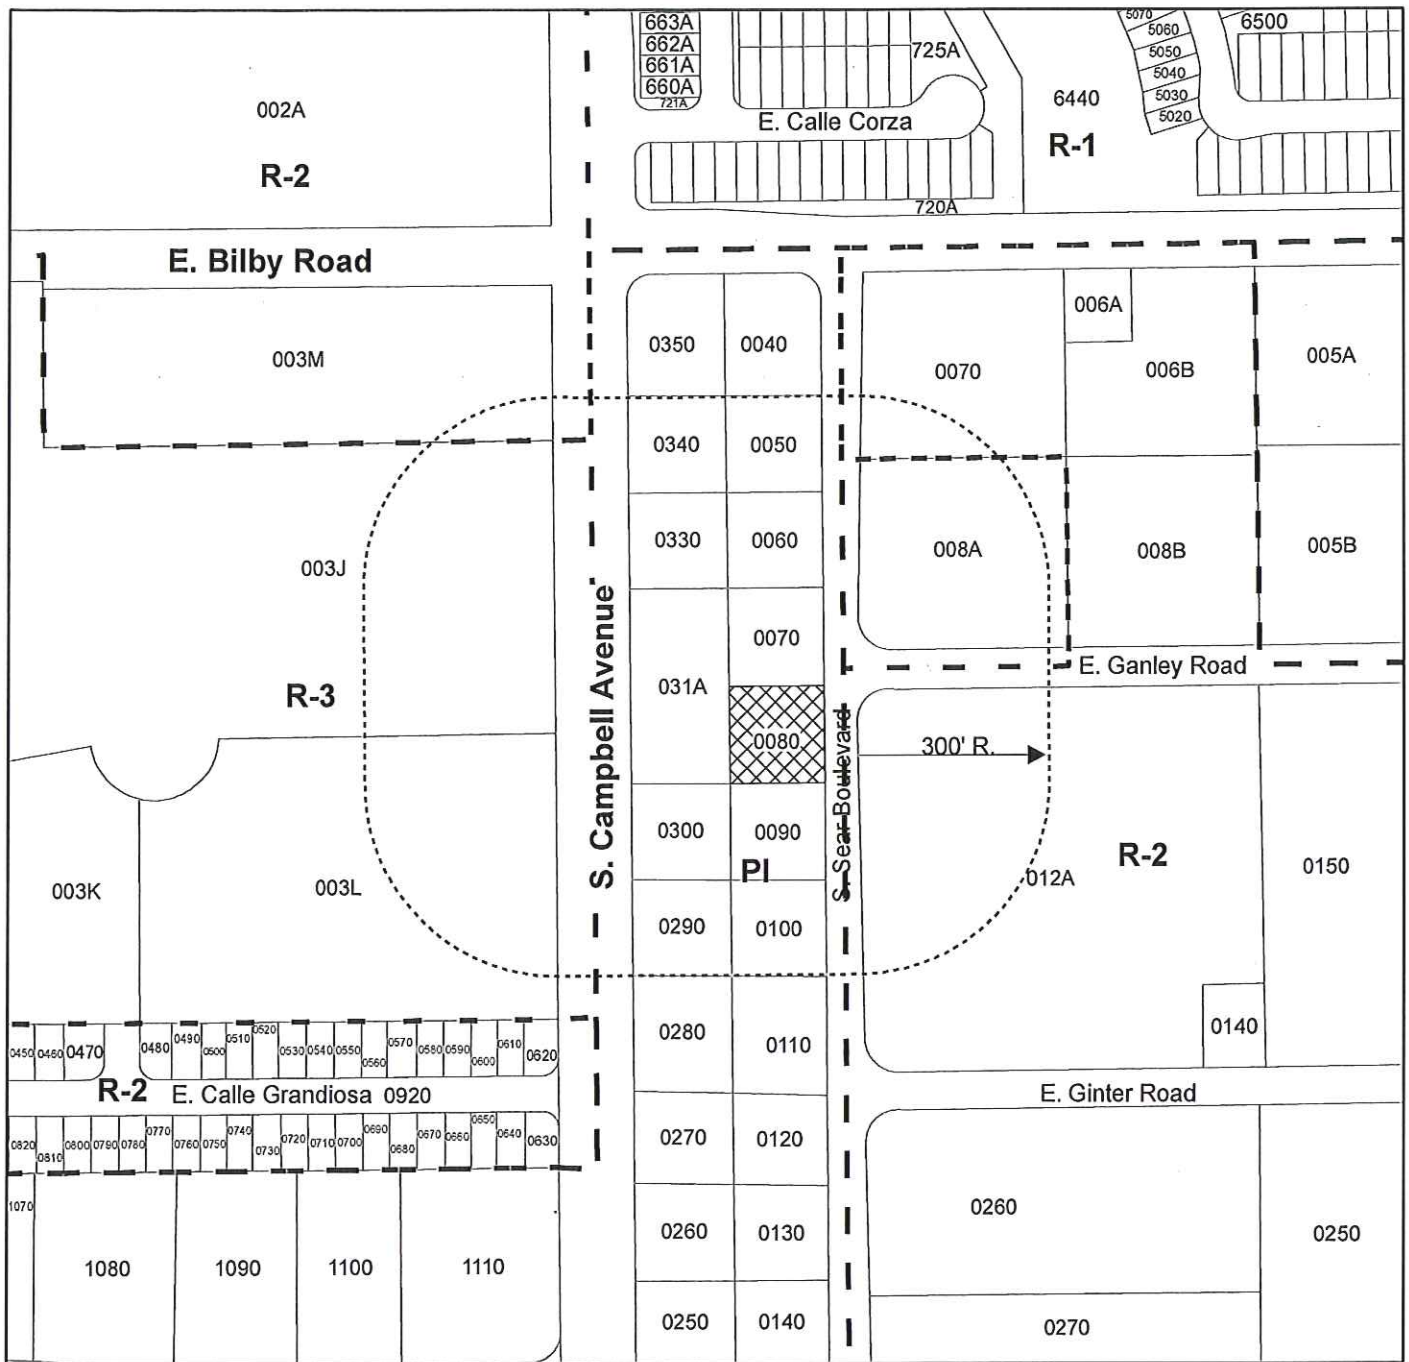 663A
662A
661A
660A
721A
725A
E. Calle Corza
720A
6440
R-1
5070
5060
5050
5040
5030
5020
6500
002A
R-2
E. Bilby Road
003M
003J
R-3
003K
003L
S. Campbell Avenue
0350
0040
0340
0050
0330
0060
031A
0070
0080
0300
0090
PI
0290
0100
0280
0110
0270
0120
0260
0130
0250
0140
S. Sear Boulevard
0070
006A
006B
005A
008A
008B
005B
E. Ganley Road
300' R.
R-2
012A
0150
0140
E. Ginter Road
0260
0250
0270
0450
0460
0470
0480
0490
0500
0510
0520
0530
0540
0550
0560
0570
0580
0590
0600
0610
0620
R-2
E. Calle Grandiosa 0920
0820
0810
0800
0790
0780
0770
0760
0750
0740
0730
0720
0710
0700
0690
0680
0670
0660
0650
0640
0630
1070
1080
1090
1100
1110